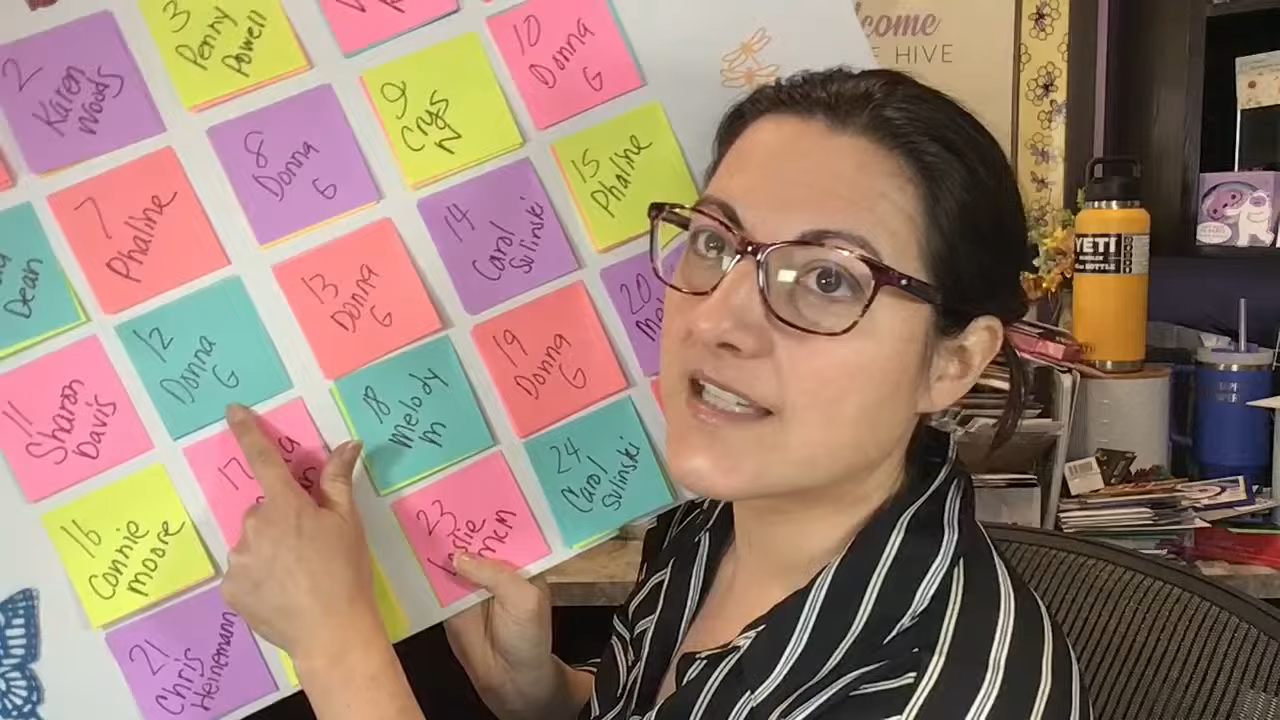 2
Karen
Woods
3
Penny
Powell
10
Donna
G
7
Phaline
8
Donna
G
9
Crys
N
15
Phaline
Dean
12
Donna
G
13
Donna
G
14
Carol
Sulinski
20
11
Sharon
Davis
17
18
Melody
M
19
Donna
G
16
Connie
Moore
23
24
Carol
Sulinski
21
Chris
Heinemann
come
HIVE
YETI
BOTTLE